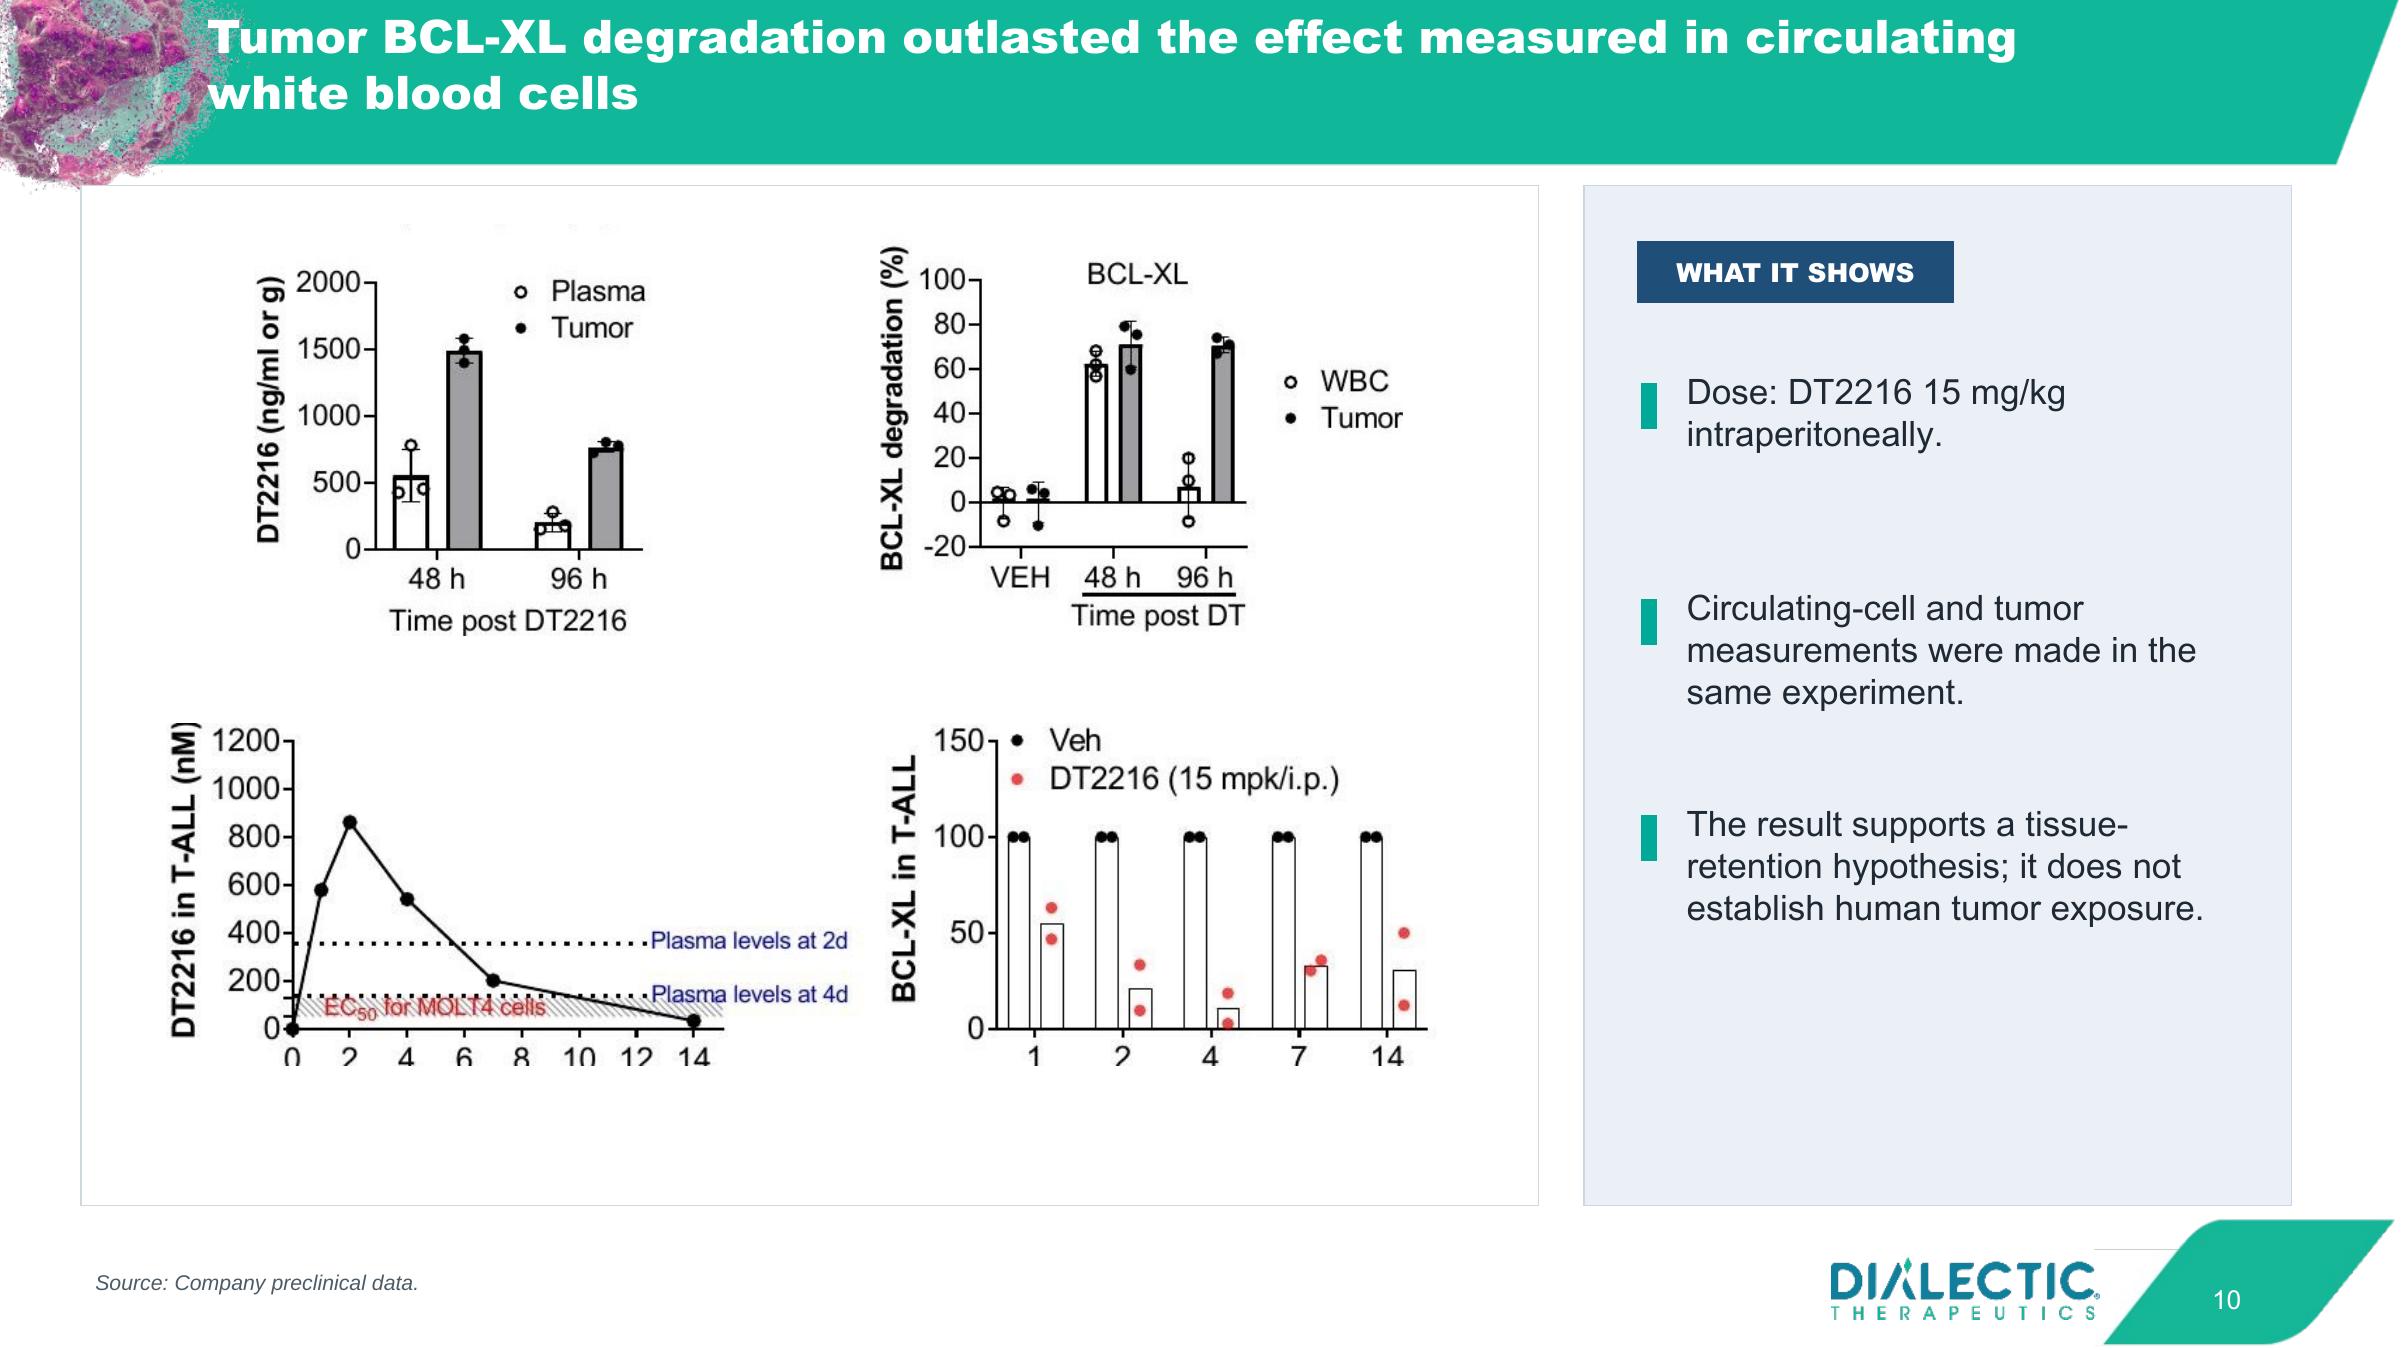 Tumor BCL-XL degradation outlasted the effect measured in circulating
white blood cells
DT2216 (ng/ml or g)
2000
1500
1000
500
0
Plasma
Tumor
48 h
96 h
Time post DT2216
BCL-XL degradation (%)
100
80
60
40
20
0
-20
BCL-XL
WBC
Tumor
VEH
48 h
96 h
Time post DT
DT2216 in T-ALL (nM)
1200
1000
800
600
400
200
0
Plasma levels at 2d
Plasma levels at 4d
EC50 for MOLT4 cells
0 2 4 6 8 10 12 14
BCL-XL in T-ALL
150
100
50
0
Veh
DT2216 (15 mpk/i.p.)
1 2 4 7 14
WHAT IT SHOWS
Dose: DT2216 15 mg/kg
intraperitoneally.
Circulating-cell and tumor
measurements were made in the
same experiment.
The result supports a tissue-
retention hypothesis; it does not
establish human tumor exposure.
Source: Company preclinical data.
DIALECTIC
THERAPEUTICS
10